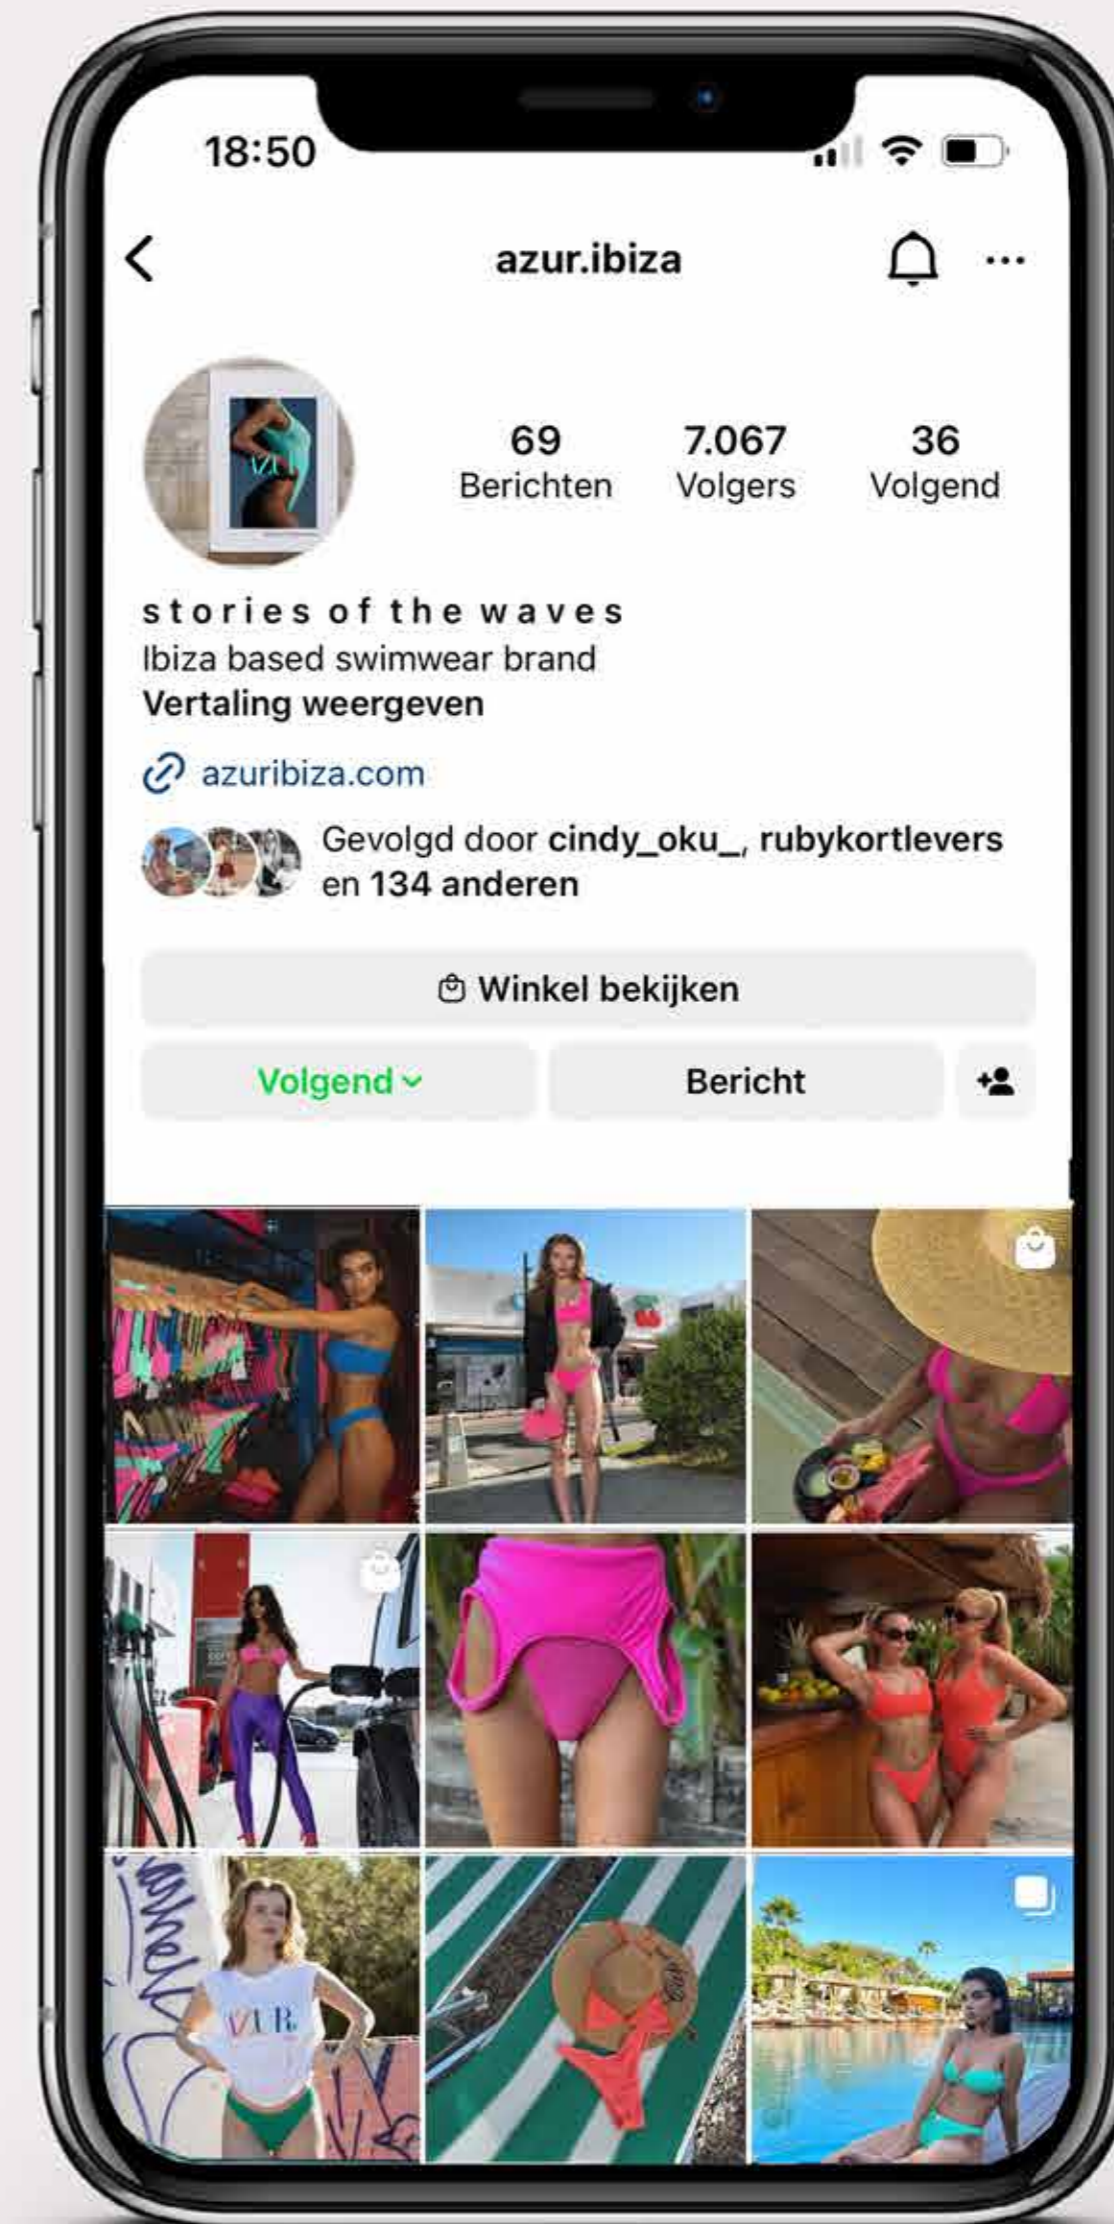 18:50
azur.ibiza
69
Berichten
7.067
Volgers
36
Volgend
stories of the waves
Ibiza based swimwear brand
Vertaling weergeven
azuribiza.com
Gevolgd door cindy_oku_, rubykortlevers
en 134 anderen
Winkel bekijken
Volgend
Bericht
AZUR.